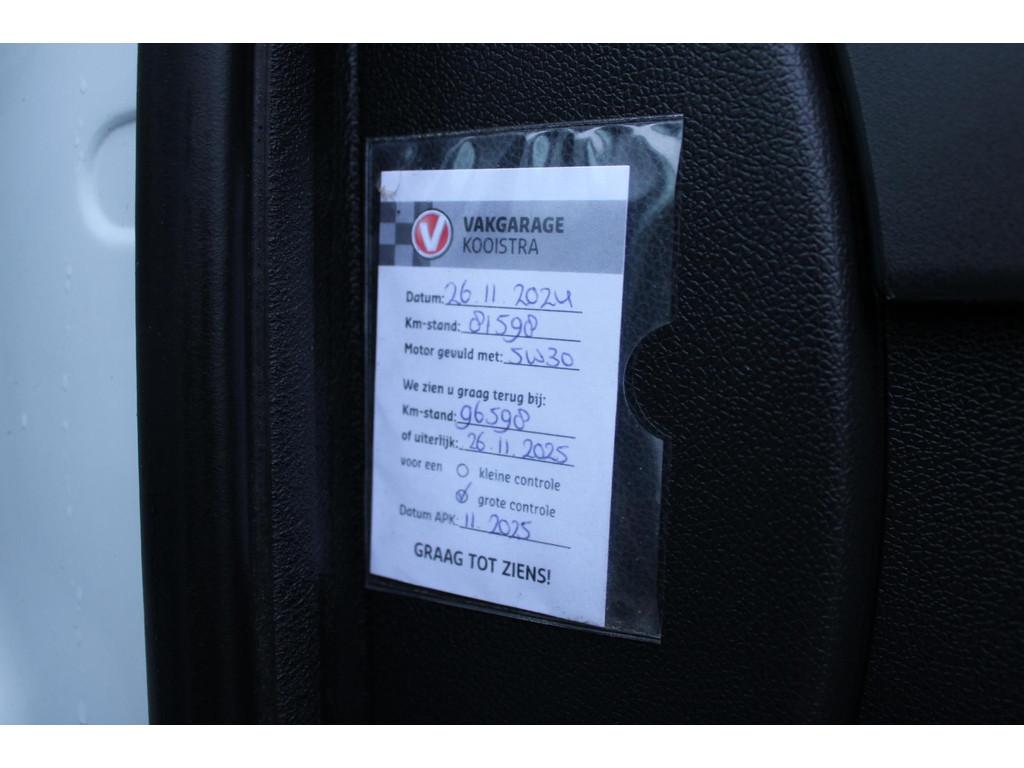 V VAKGARAGE
KOOISTRA
Datum: 26.11.2024
Km-stand: 81598
Motor gevuld met: 5W30
We zien u graag terug bij:
Km-stand: 96598
of uiterlijk: 26.11.2025
voor een kleine controle
grote controle
Datum APK: 11.2025
GRAAG TOT ZIENS!